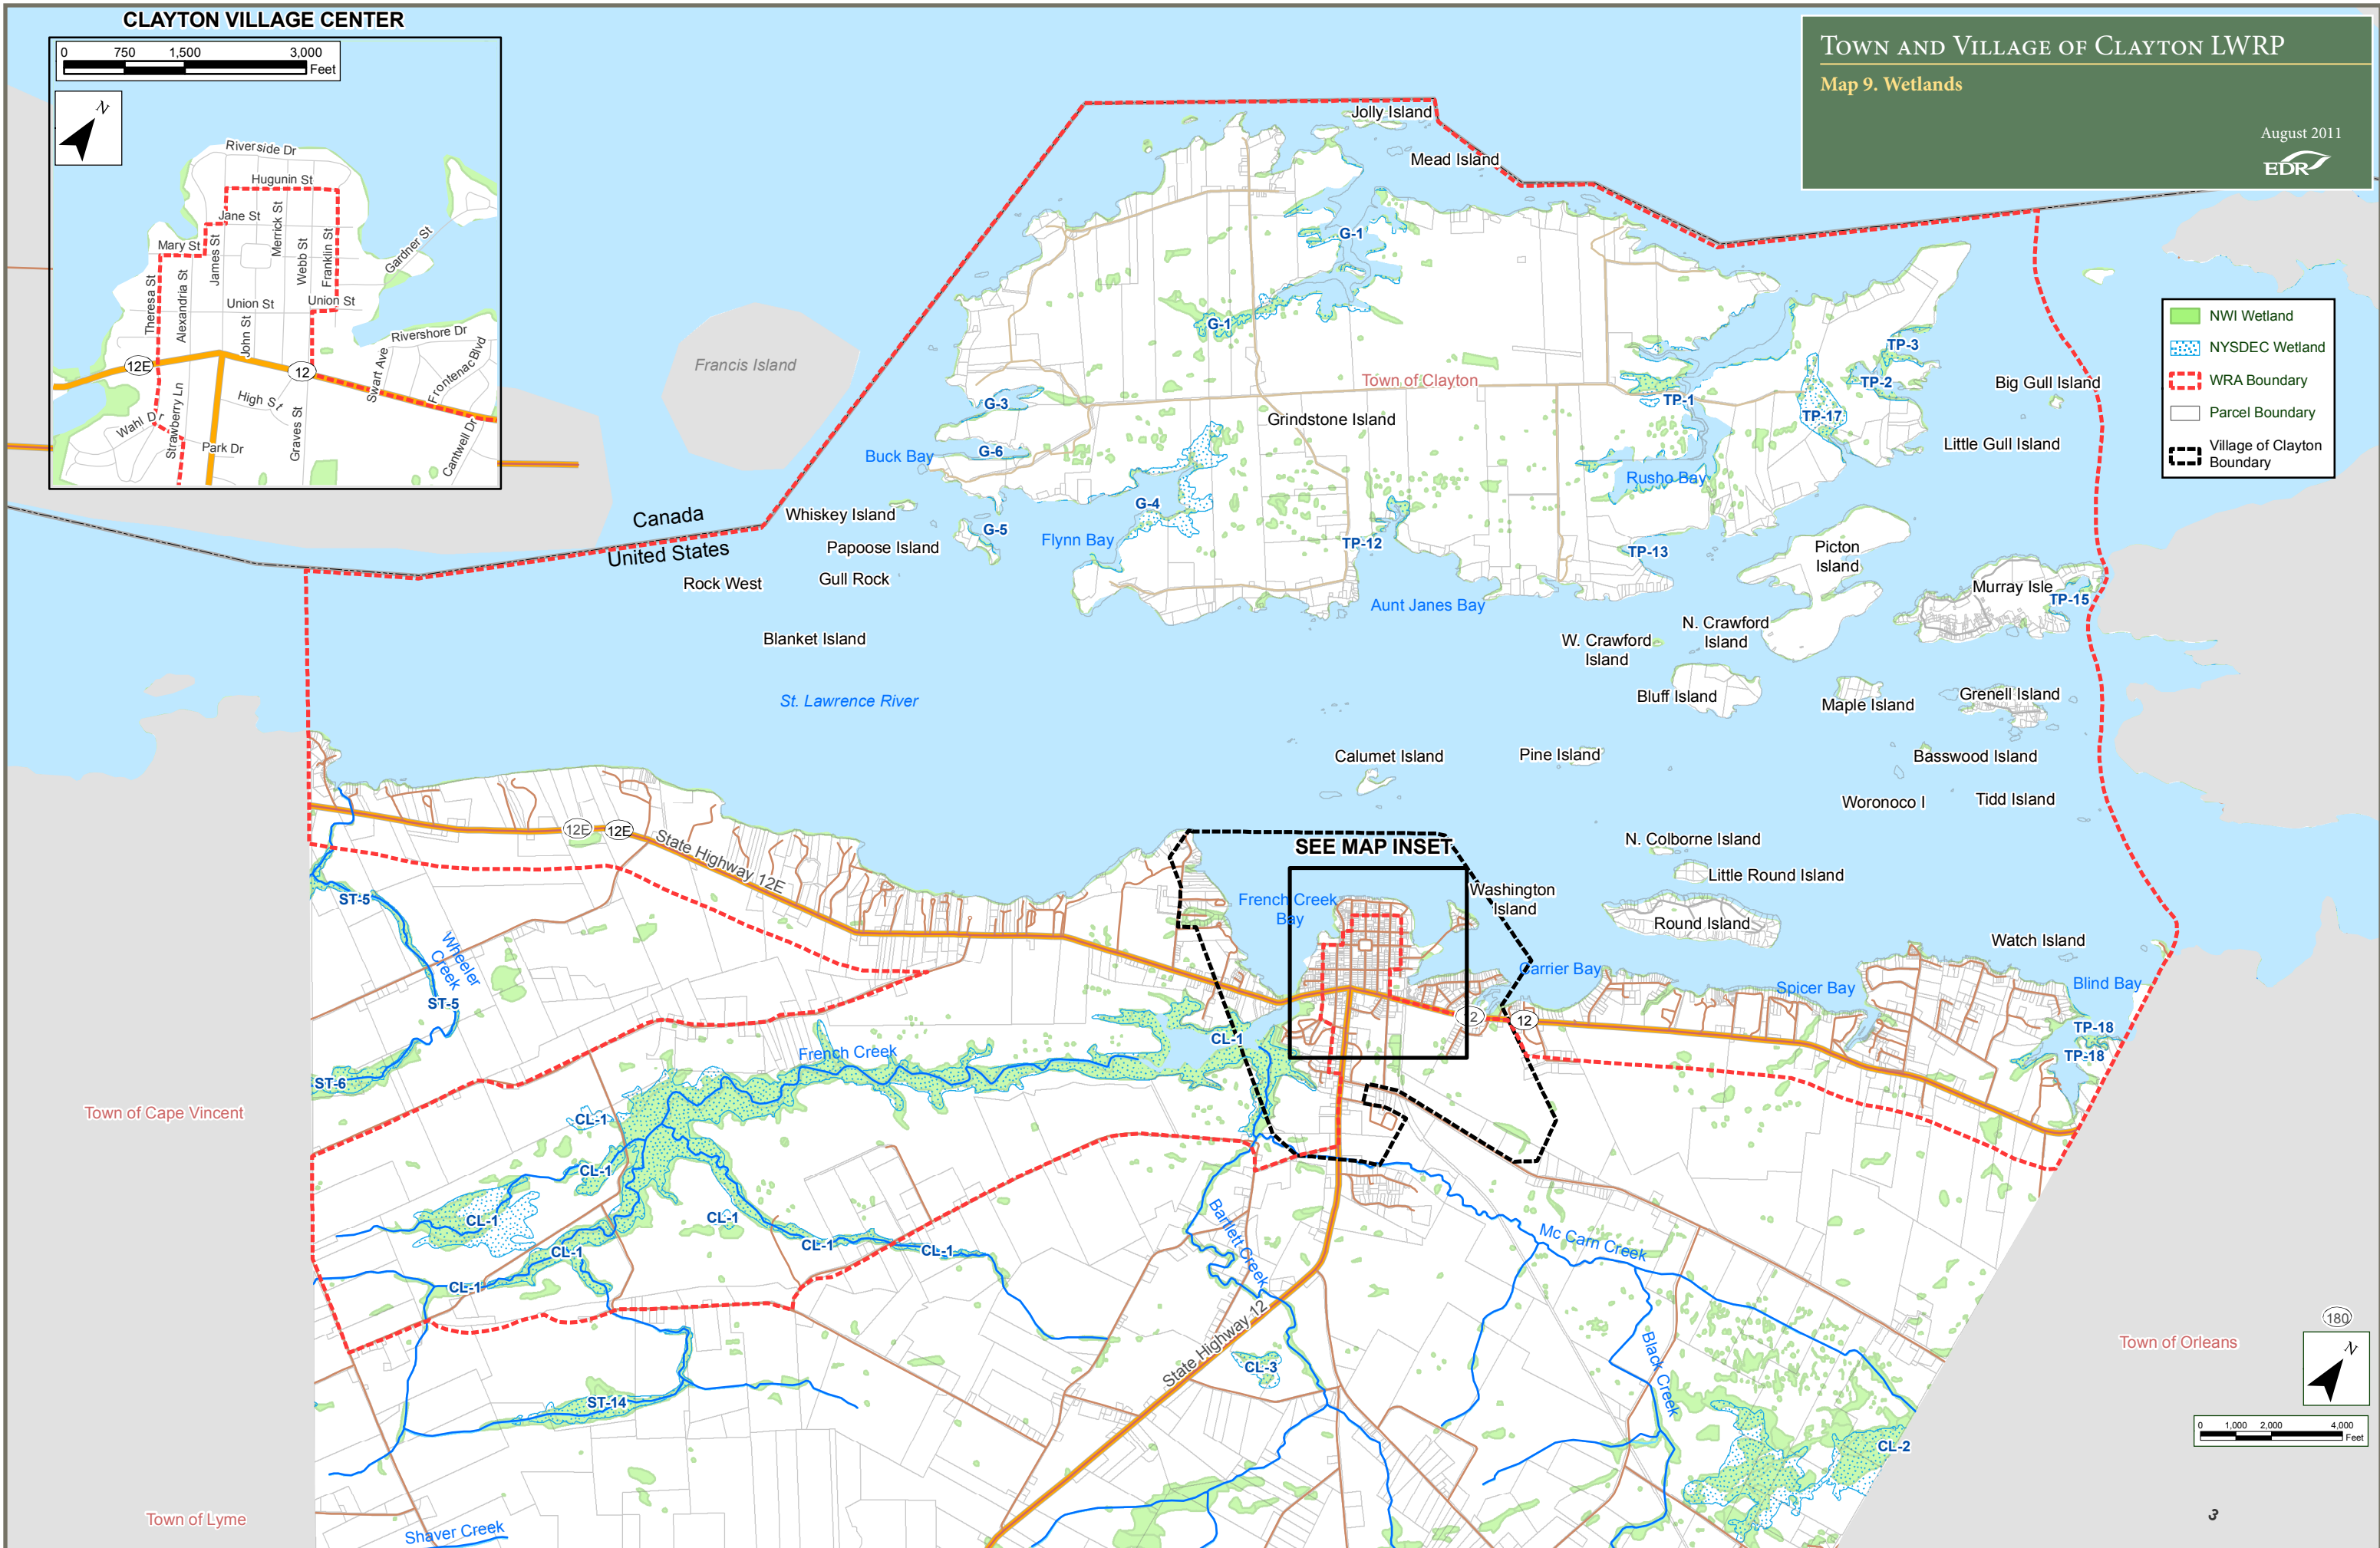 CLAYTON VILLAGE CENTER
0 750 1,500 3,000
Feet
N
Riverside Dr
Hugunin St
Jane St
Merrick St
Mary St
James St
Webb St
Franklin St
Gardner St
Theresa St
Alexandria St
Union St
Union St
John St
Rivershore Dr
12E
12
Swart Ave
Frontenac Blvd
Strawberry Ln
High St
Wahl Dr
Graves St
Park Dr
Cantwell Dr
TOWN AND VILLAGE OF CLAYTON LWRP
Map 9. Wetlands
August 2011
EDR
NWI Wetland
NYSDEC Wetland
WRA Boundary
Parcel Boundary
Village of Clayton
Boundary
Jolly Island
Mead Island
G-1
G-1
Francis Island
Town of Clayton
TP-3
TP-2
Big Gull Island
TP-1
G-3
Grindstone Island
TP-17
Little Gull Island
Buck Bay
G-6
Rusho Bay
G-4
Canada
United States
Whiskey Island
G-5
Flynn Bay
Papoose Island
TP-12
TP-13
Picton
Island
Rock West
Gull Rock
Murray Isle
TP-15
Aunt Janes Bay
Blanket Island
W. Crawford
Island
N. Crawford
Island
St. Lawrence River
Bluff Island
Maple Island
Grenell Island
Calumet Island
Pine Island
Basswood Island
Woronoco I
Tidd Island
12E
12E
State Highway 12E
SEE MAP INSET
N. Colborne Island
Little Round Island
ST-5
French Creek
Bay
Washington
Island
Round Island
Watch Island
Wheeler
Creek
Carrier Bay
Spicer Bay
Blind Bay
ST-5
12
12
TP-18
TP-18
CL-1
French Creek
ST-6
Town of Cape Vincent
CL-1
CL-1
CL-1
CL-1
CL-1
CL-1
CL-1
CL-1
Bartlett Creek
Mc Carn Creek
State Highway 12
CL-3
Black Creek
ST-14
CL-2
180
Town of Orleans
N
0 1,000 2,000 4,000
Feet
Town of Lyme
Shaver Creek
3